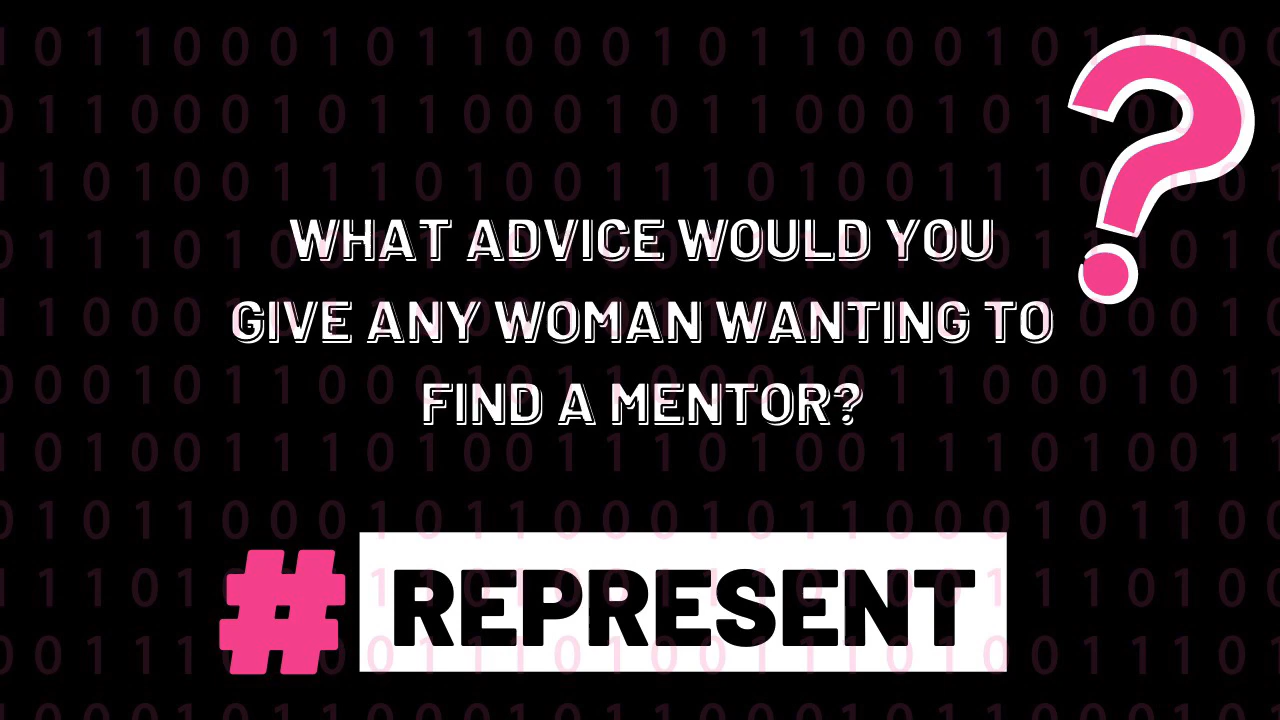 WHAT ADVICE WOULD YOU
GIVE ANY WOMAN WANTING TO
FIND A MENTOR?
?
#REPRESENT